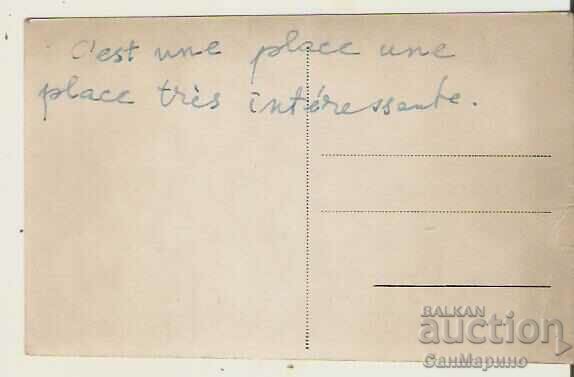 C'est une place une
place très intéressante.
BALKAN
auction
СанМарино